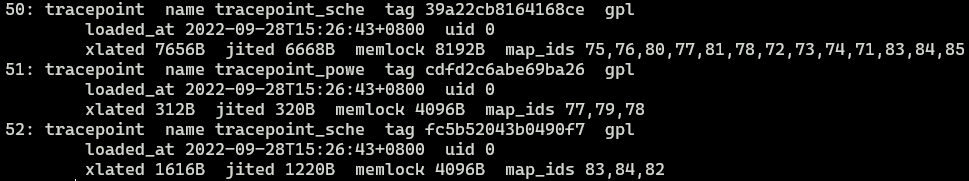 50: tracepoint  name tracepoint_sche  tag 39a22cb8164168ce  gpl
        loaded_at 2022-09-28T15:26:43+0800  uid 0
        xlated 7656B  jited 6668B  memlock 8192B  map_ids 75,76,80,77,81,78,72,73,74,71,83,84,85
51: tracepoint  name tracepoint_powe  tag cdfd2c6abe69ba26  gpl
        loaded_at 2022-09-28T15:26:43+0800  uid 0
        xlated 312B  jited 320B  memlock 4096B  map_ids 77,79,78
52: tracepoint  name tracepoint_sche  tag fc5b52043b0490f7  gpl
        loaded_at 2022-09-28T15:26:43+0800  uid 0
        xlated 1616B  jited 1220B  memlock 4096B  map_ids 83,84,82